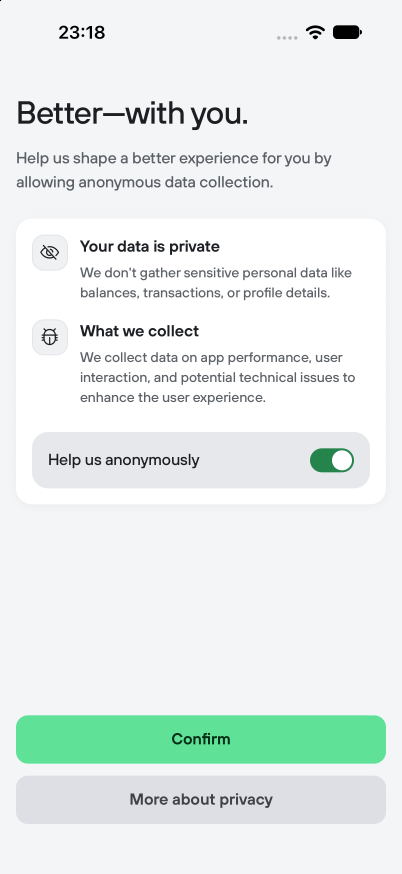 23:18
Better—with you.
Help us shape a better experience for you by
allowing anonymous data collection.
Your data is private
We don't gather sensitive personal data like
balances, transactions, or profile details.
What we collect
We collect data on app performance, user
interaction, and potential technical issues to
enhance the user experience.
Help us anonymously
Confirm
More about privacy